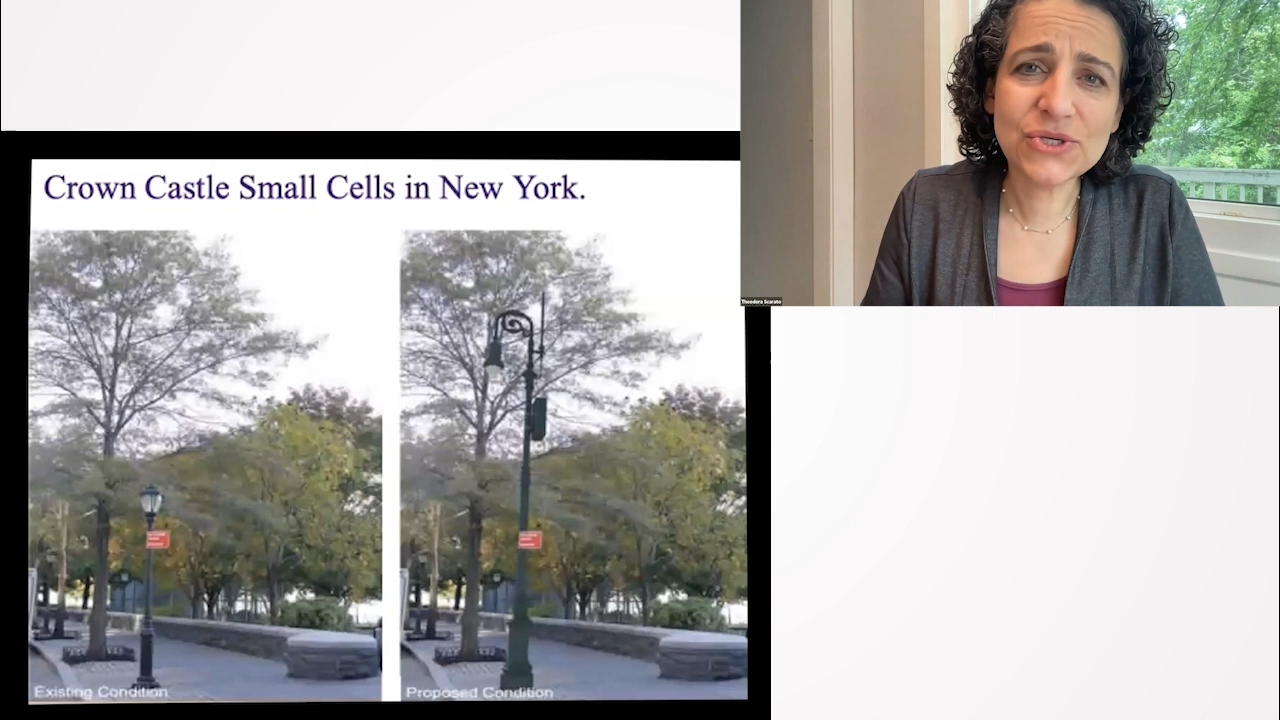 Crown Castle Small Cells in New York.
Theodora Scarato
Existing Condition
Proposed Condition